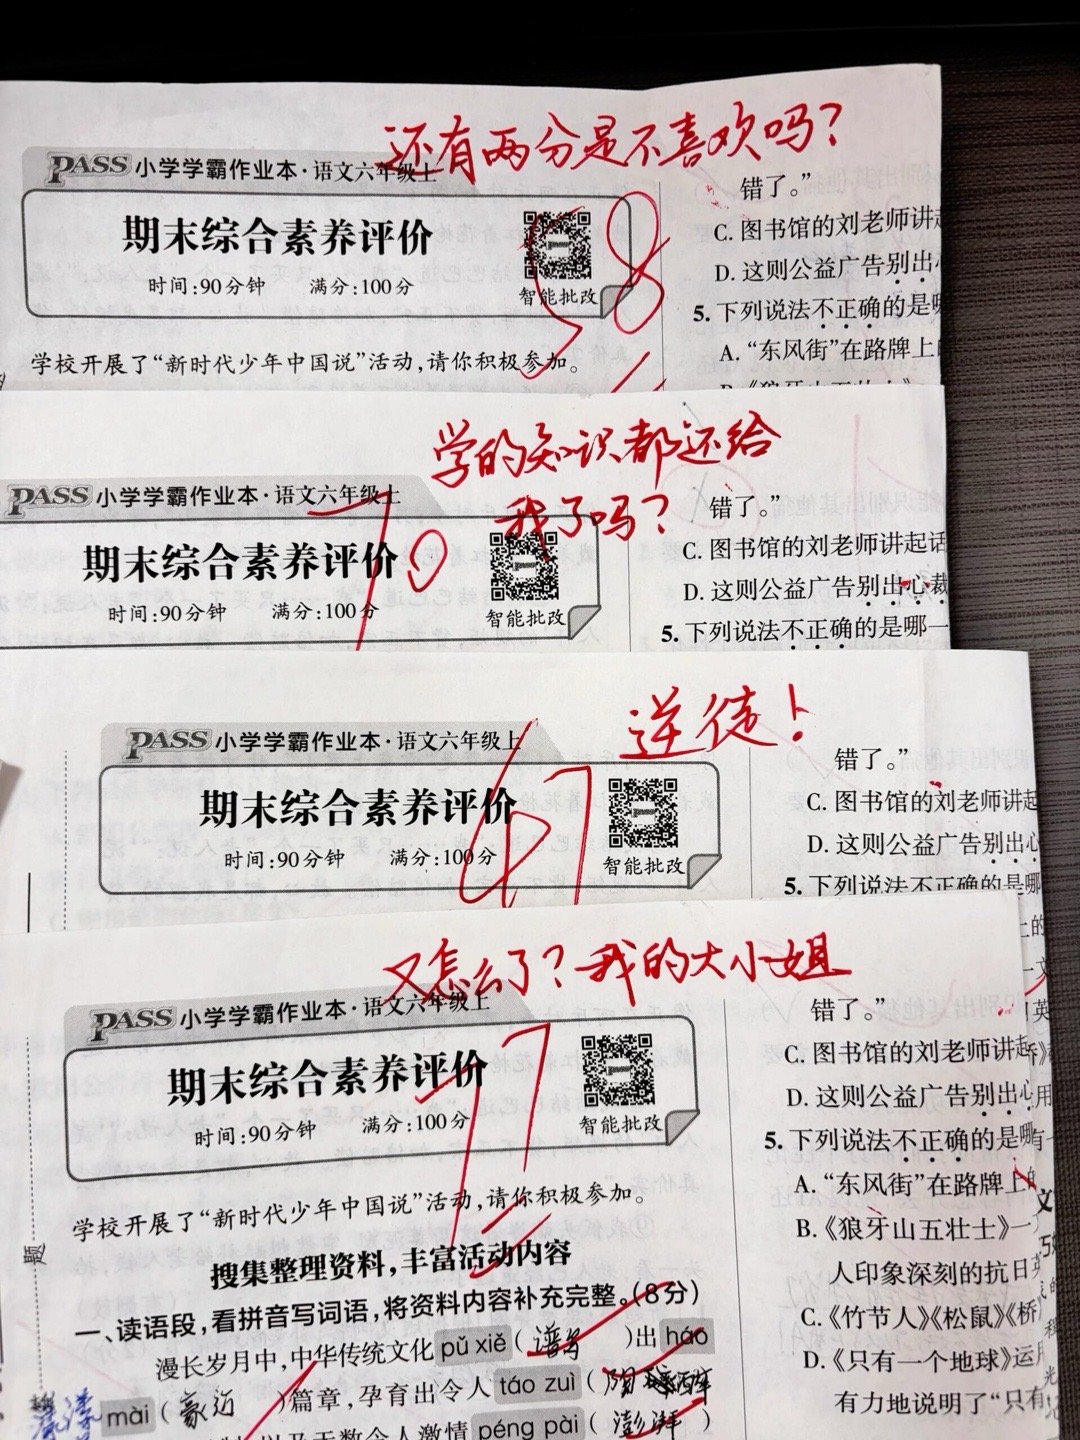 还有两分是不喜欢吗？
PASS 小学学霸作业本·语文六年级上
58
期末综合素养评价
时间：90分钟 满分：100分
智能批改
学校开展了“新时代少年中国说”活动，请你积极参加。
错了。”
C. 图书馆的刘老师讲起
D. 这则公益广告别出
5. 下列说法不正确的是
A. “东风街”在路牌上
学的知识都还给
我了吗？
PASS 小学学霸作业本·语文六年级上
70
期末综合素养评价
时间：90分钟 满分：100分
智能批改
错了。”
C. 图书馆的刘老师讲起话
D. 这则公益广告别出心裁
5. 下列说法不正确的是哪一
逆徒！
PASS 小学学霸作业本·语文六年级上
67
期末综合素养评价
时间：90分钟 满分：100分
智能批改
错了。”
C. 图书馆的刘老师讲起
D. 这则公益广告别出心
5. 下列说法不正确的是哪
又怎么了？我的大小姐
PASS 小学学霸作业本·语文六年级上
77
期末综合素养评价
时间：90分钟 满分：100分
智能批改
学校开展了“新时代少年中国说”活动，请你积极参加。
搜集整理资料，丰富活动内容
一、读语段，看拼音写词语，将资料内容补充完整。（8分）
漫长岁月中，中华传统文化 pǔ xiě（谱写）出 háo
mài（豪迈）篇章，孕育出令人 táo zuì（陶醉）
激情 péng pài（澎湃）
错了。”
C. 图书馆的刘老师讲起
D. 这则公益广告别出心
5. 下列说法不正确的是哪
A. “东风街”在路牌上
B.《狼牙山五壮士》一
人印象深刻的抗日
C.《竹节人》《松鼠》《桥》
D.《只有一个地球》运
有力地说明了“只有
题